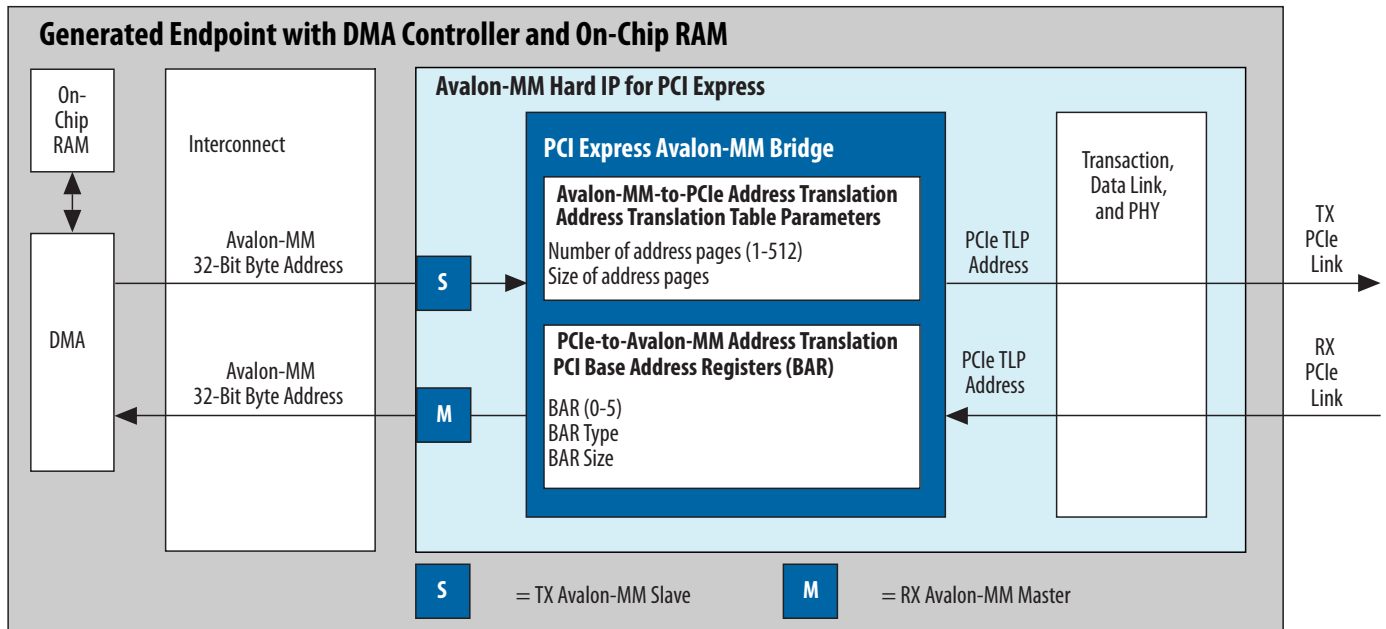 Generated Endpoint with DMA Controller and On-Chip RAM
On-
Chip
RAM
DMA
Interconnect
Avalon-MM
32-Bit Byte Address
Avalon-MM
32-Bit Byte Address
Avalon-MM Hard IP for PCI Express
S
M
PCI Express Avalon-MM Bridge
Avalon-MM-to-PCIe Address Translation
Address Translation Table Parameters
Number of address pages (1-512)
Size of address pages
PCIe-to-Avalon-MM Address Translation
PCI Base Address Registers (BAR)
BAR (0-5)
BAR Type
BAR Size
PCIe TLP
Address
PCIe TLP
Address
Transaction,
Data Link,
and PHY
TX
PCIe
Link
RX
PCIe
Link
S = TX Avalon-MM Slave
M = RX Avalon-MM Master